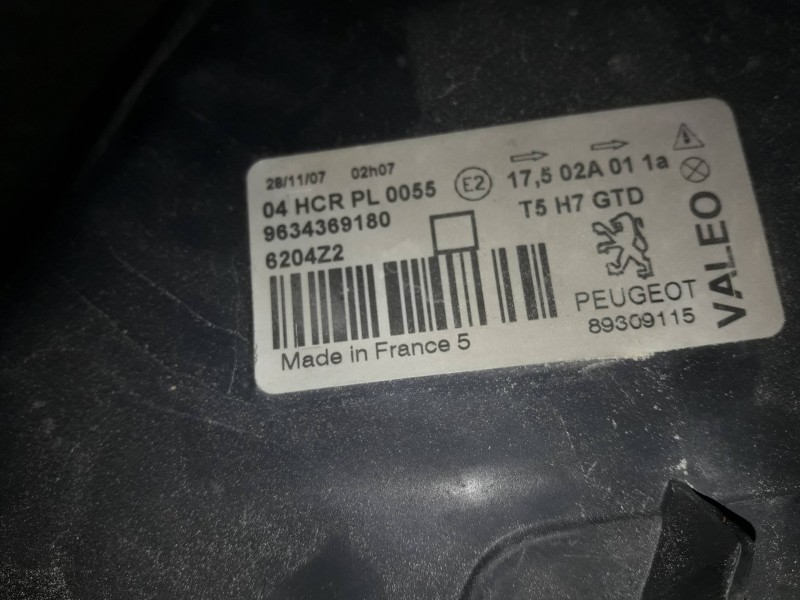 28/11/07 02h07
04 HCR PL 0055 E2 17,5 02A 01 1a
9634369180 T5 H7 GTD
6204Z2
PEUGEOT
89309115
Made in France 5
VALEO